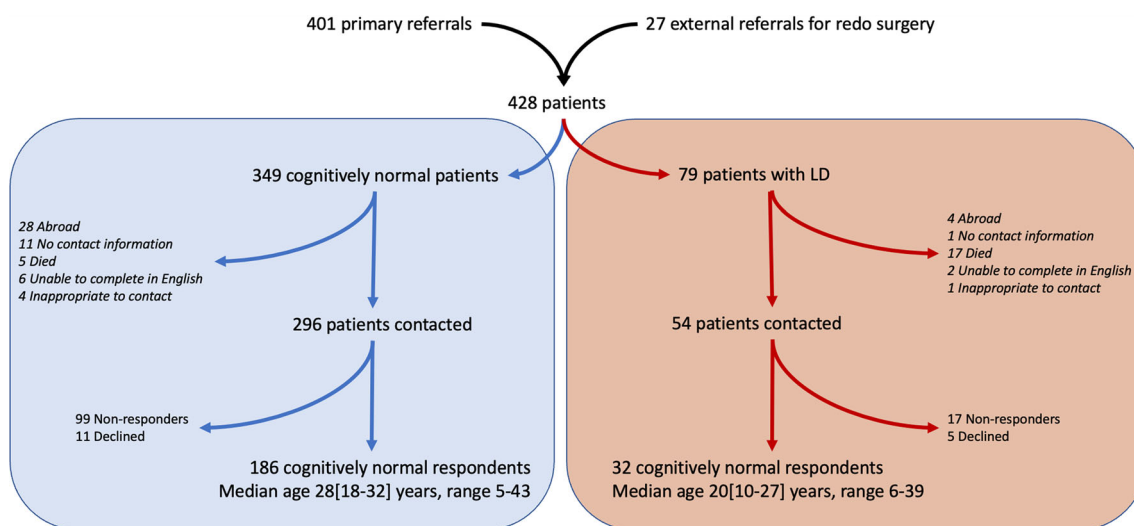 401 primary referrals
27 external referrals for redo surgery
428 patients
349 cognitively normal patients
28 Abroad
11 No contact information
5 Died
6 Unable to complete in English
4 Inappropriate to contact
296 patients contacted
99 Non-responders
11 Declined
186 cognitively normal respondents
Median age 28[18-32] years, range 5-43
79 patients with LD
4 Abroad
1 No contact information
17 Died
2 Unable to complete in English
1 Inappropriate to contact
54 patients contacted
17 Non-responders
5 Declined
32 cognitively normal respondents
Median age 20[10-27] years, range 6-39